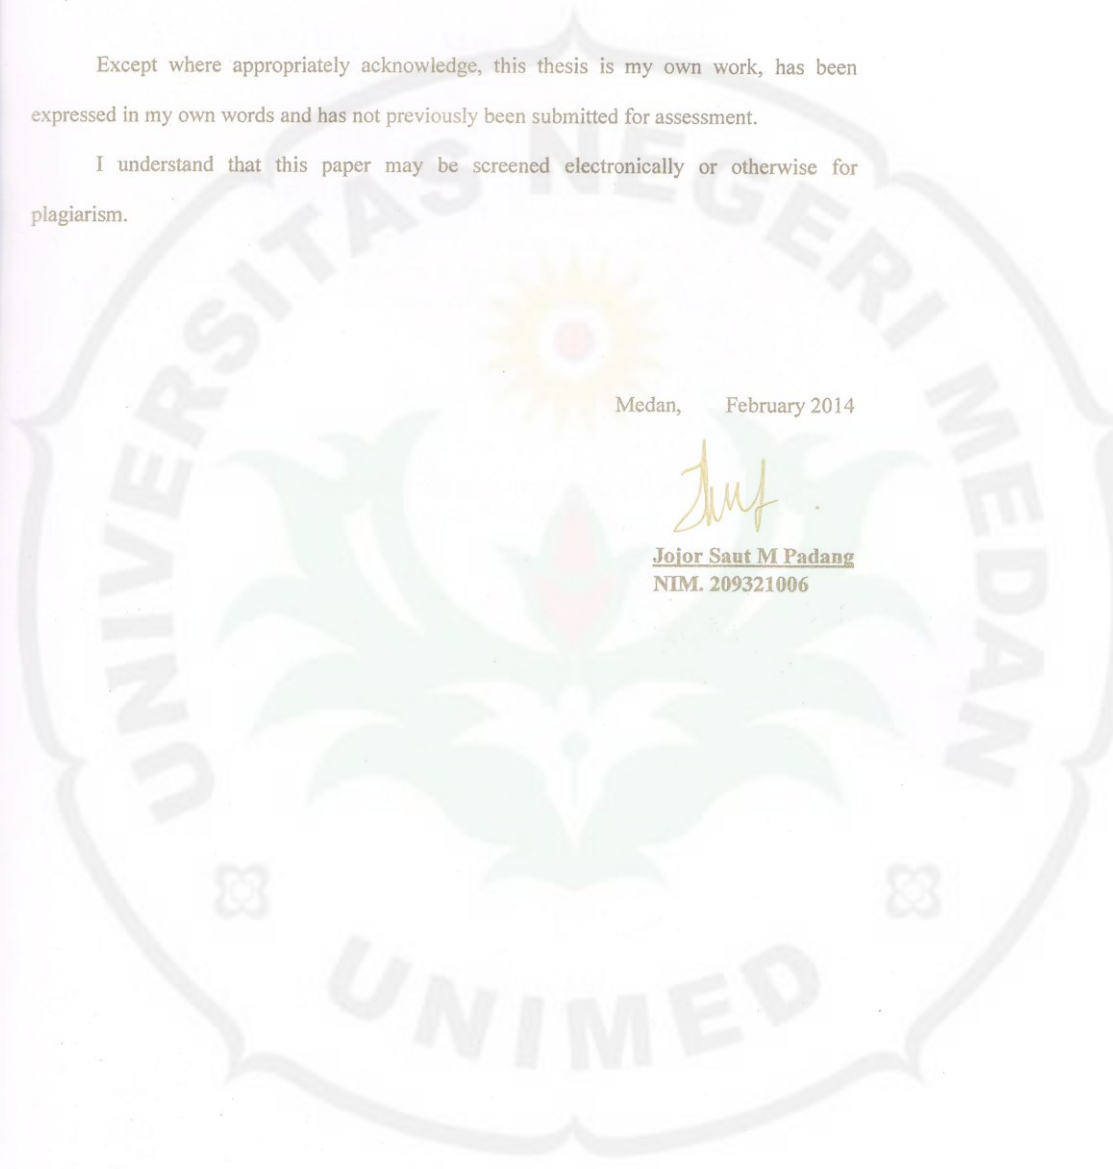 Except where appropriately acknowledge, this thesis is my own work, has been
expressed in my own words and has not previously been submitted for assessment.
I understand that this paper may be screened electronically or otherwise for
plagiarism.
UNIVERSITAS NEGERI MEDAN
Medan, February 2014
Jojor Saut M Padang
NIM. 209321006
UNIMED